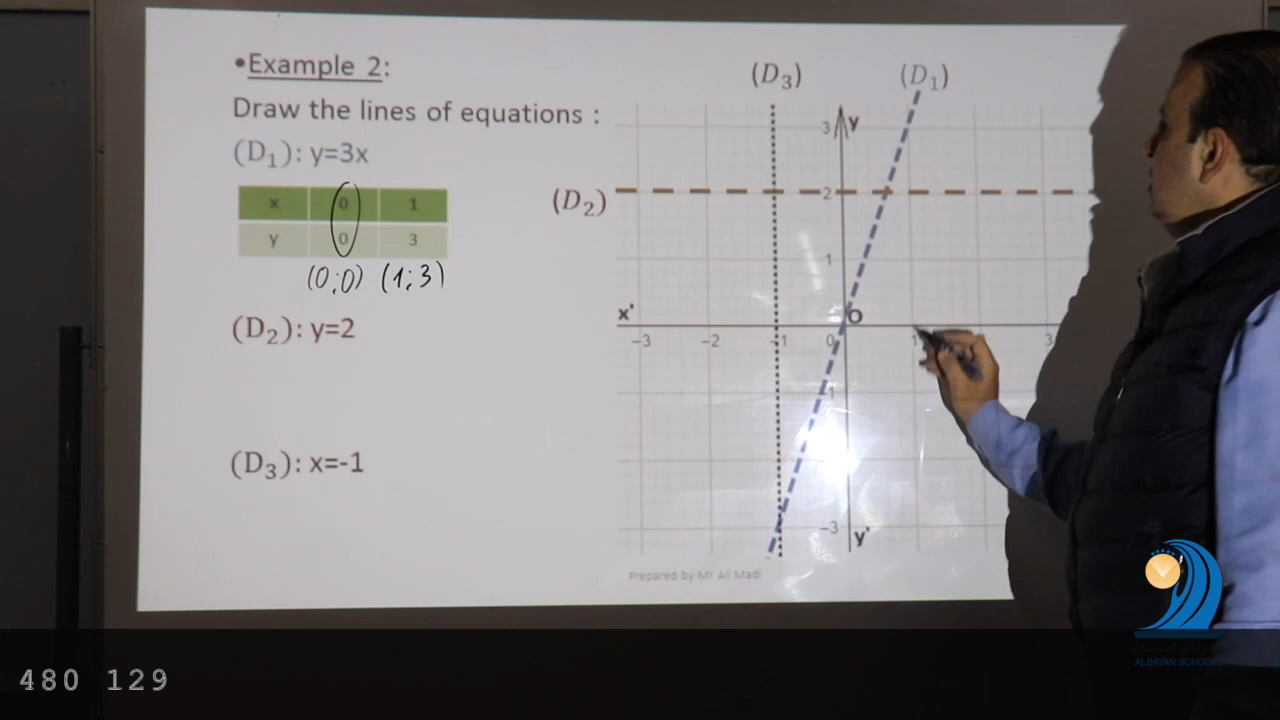 •Example 2:
Draw the lines of equations :
(D₁): y=3x
x 0 1
y 0 3
(0;0) (1;3)
(D₂): y=2
(D₃): x=-1
(D₃) (D₁)
3 y
(D₂) 2
1
x' O
−3 −2 −1 0 1 3
−3 y'
Prepared by Mr Ali Madi
ALBAYAN SCHOOLS
480 129